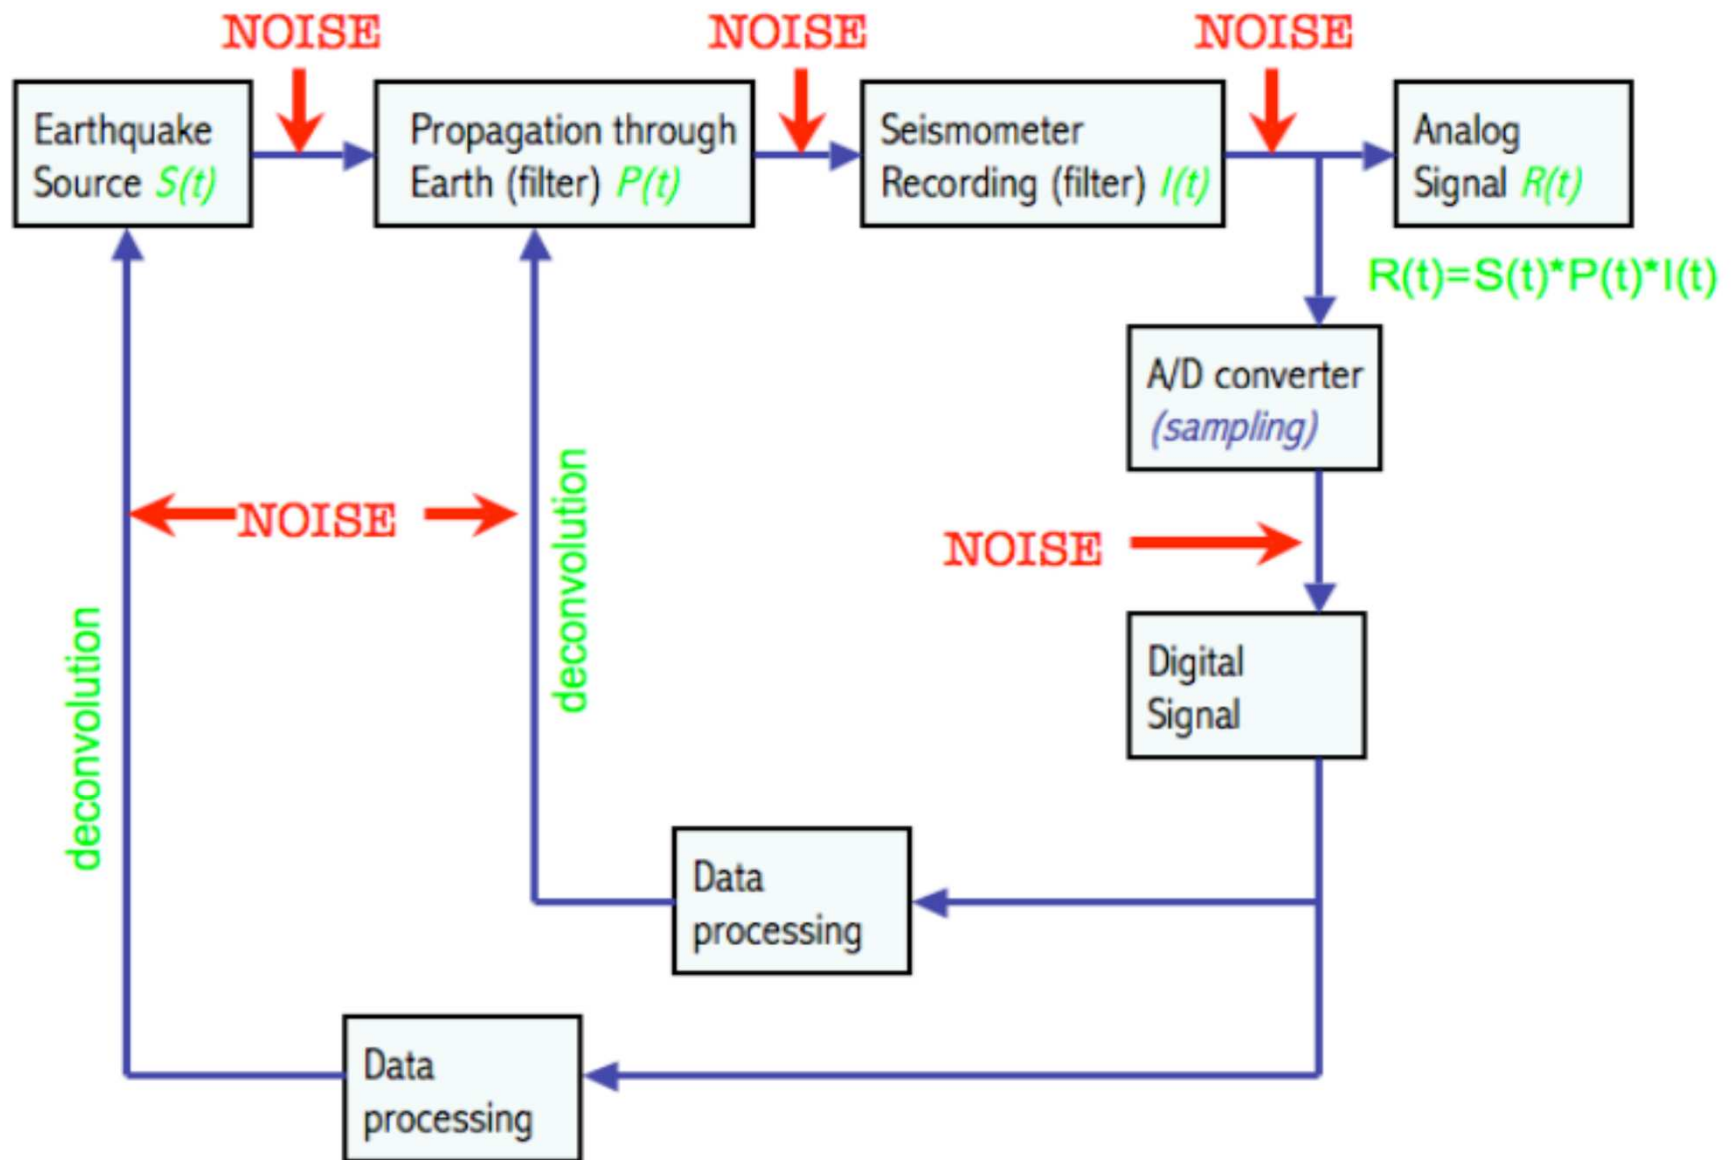 NOISE
NOISE
NOISE
Earthquake
Source S(t)
Propagation through
Earth (filter) P(t)
Seismometer
Recording (filter) I(t)
Analog
Signal R(t)
R(t)=S(t)*P(t)*I(t)
A/D converter
(sampling)
deconvolution
NOISE
NOISE
deconvolution
Digital
Signal
Data
processing
Data
processing